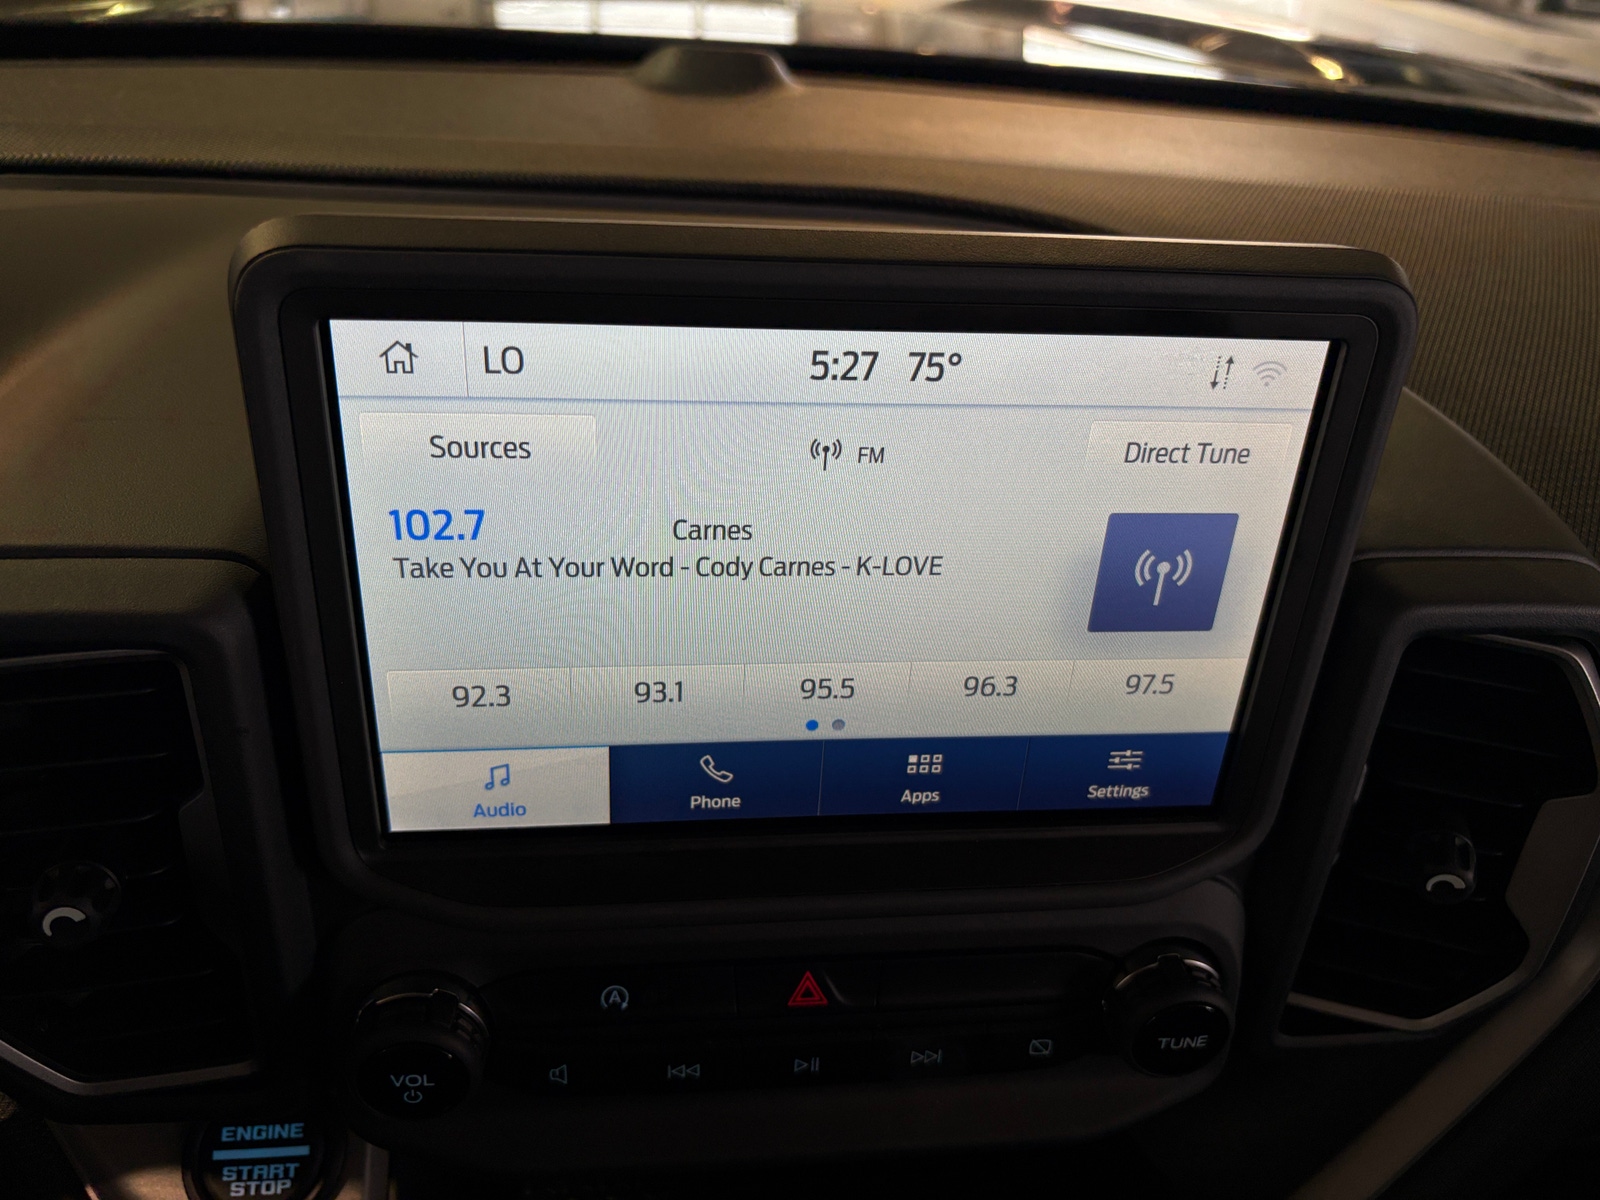 LO 5:27 75°
Sources FM Direct Tune
102.7 Carnes
Take You At Your Word - Cody Carnes - K-LOVE
92.3 93.1 95.5 96.3 97.5
Audio Phone Apps Settings
A
VOL TUNE
ENGINE
START
STOP